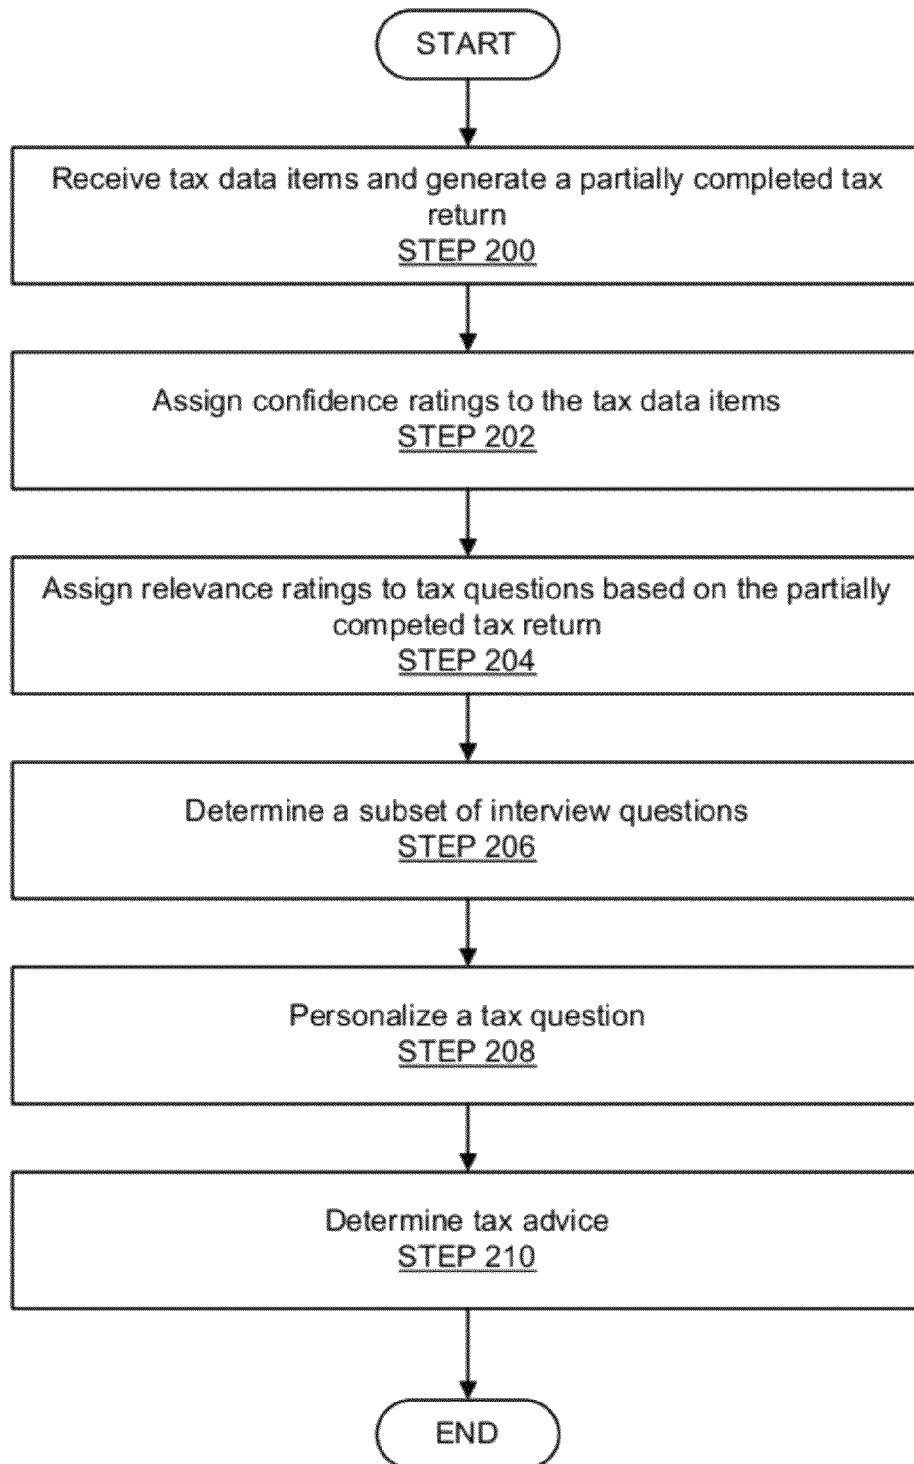 START
Receive tax data items and generate a partially completed tax
return
STEP 200
Assign confidence ratings to the tax data items
STEP 202
Assign relevance ratings to tax questions based on the partially
competed tax return
STEP 204
Determine a subset of interview questions
STEP 206
Personalize a tax question
STEP 208
Determine tax advice
STEP 210
END